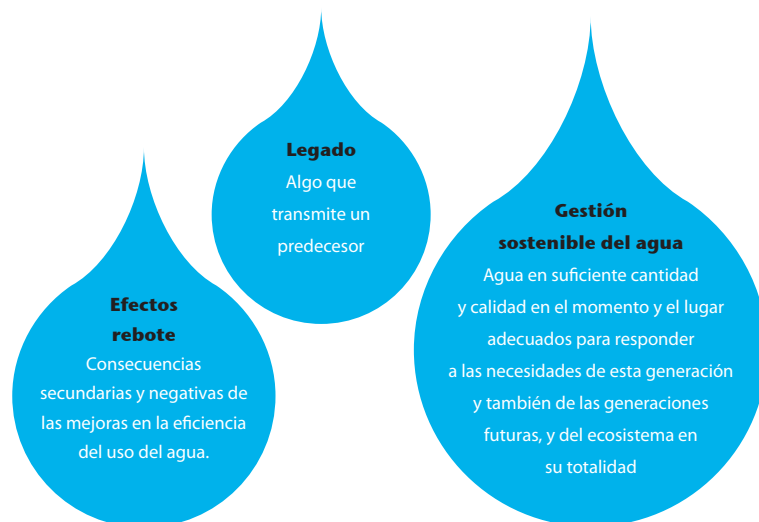 Legado
Algo que
transmite un
predecesor
Gestión
sostenible del agua
Agua en suficiente cantidad
y calidad en el momento y el lugar
adecuados para responder
a las necesidades de esta generación
y también de las generaciones
futuras, y del ecosistema en
su totalidad
Efectos
rebote
Consecuencias
secundarias y negativas de
las mejoras en la eficiencia
del uso del agua.